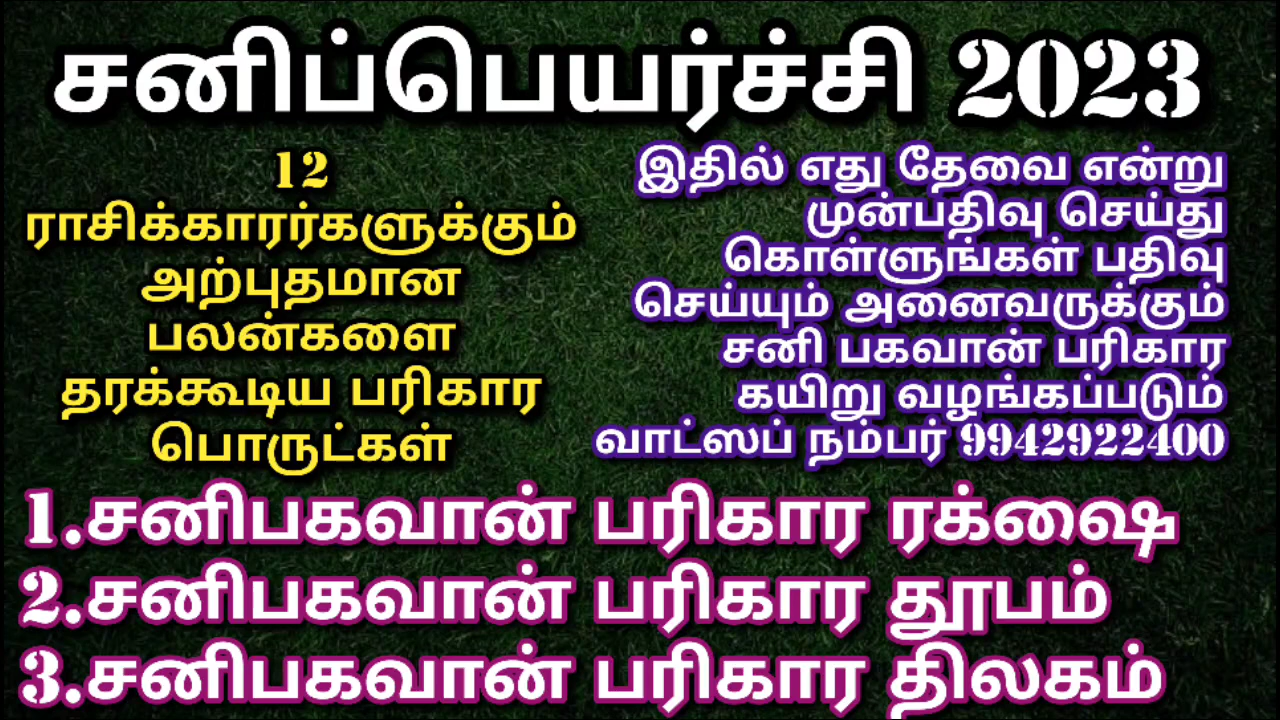 சனிப்பெயர்ச்சி 2023
12
ராசிக்காரர்களுக்கும்
அற்புதமான
பலன்களை
தரக்கூடிய பரிகார
பொருட்கள்
இதில் எது தேவை என்று
முன்பதிவு செய்து
கொள்ளுங்கள் பதிவு
செய்யும் அனைவருக்கும்
சனி பகவான் பரிகார
கயிறு வழங்கப்படும்
வாட்ஸப் நம்பர் 9942922400
1.சனிபகவான் பரிகார ரக்ஷை
2.சனிபகவான் பரிகார தூபம்
3.சனிபகவான் பரிகார திலகம்